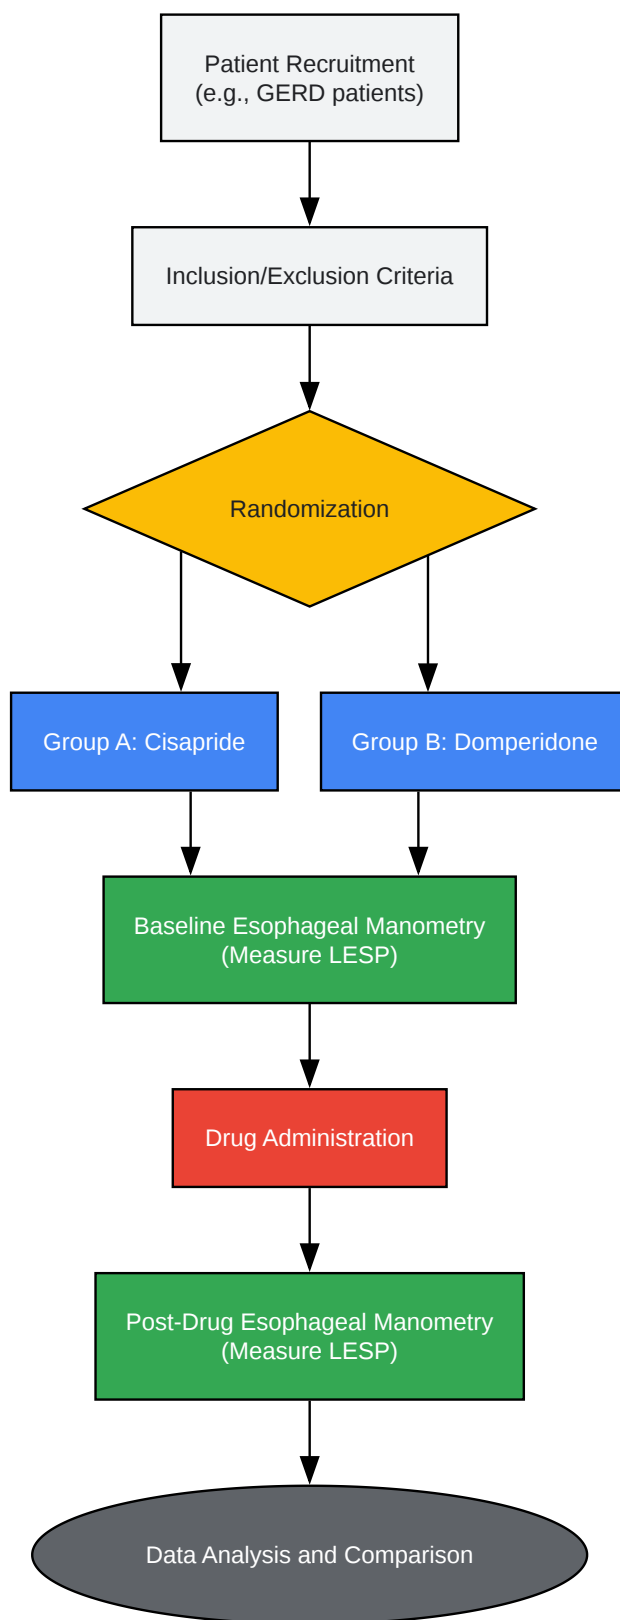 Patient Recruitment
(e.g., GERD patients)
Inclusion/Exclusion Criteria
Randomization
Group A: Cisapride
Group B: Domperidone
Baseline Esophageal Manometry
(Measure LESP)
Drug Administration
Post-Drug Esophageal Manometry
(Measure LESP)
Data Analysis and Comparison